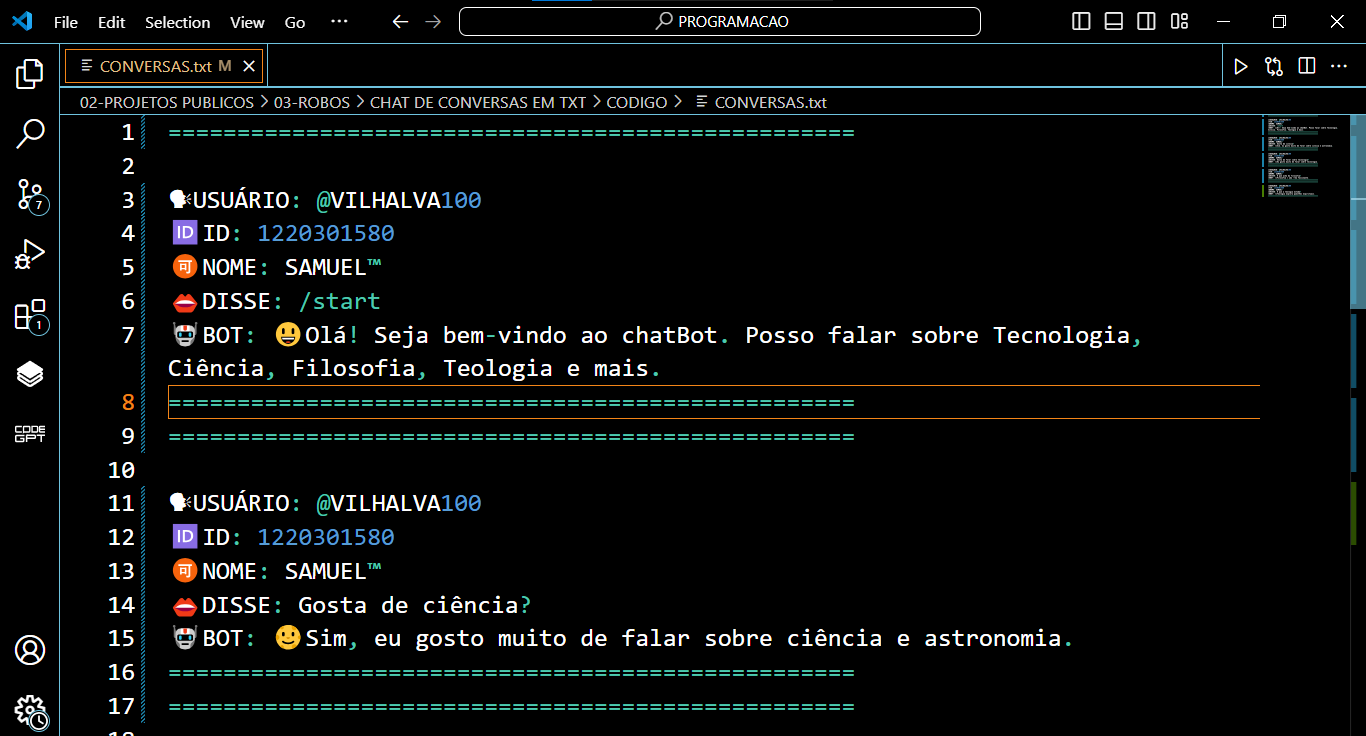 File Edit Selection View Go ··· PROGRAMACAO
CONVERSAS.txt M
02-PROJETOS PUBLICOS > 03-ROBOS > CHAT DE CONVERSAS EM TXT > CODIGO > CONVERSAS.txt
1 ==================================================
2
3 🗣USUÁRIO: @VILHALVA100
4 🆔ID: 1220301580
5 🉑NOME: SAMUEL™
6 👄DISSE: /start
7 🤖BOT: 😃Olá! Seja bem-vindo ao chatBot. Posso falar sobre Tecnologia,
Ciência, Filosofia, Teologia e mais.
8 ==================================================
9 ==================================================
10
11 🗣USUÁRIO: @VILHALVA100
12 🆔ID: 1220301580
13 🉑NOME: SAMUEL™
14 👄DISSE: Gosta de ciência?
15 🤖BOT: 🙂Sim, eu gosto muito de falar sobre ciência e astronomia.
16 ==================================================
17 ==================================================
7
1
CODE
GPT